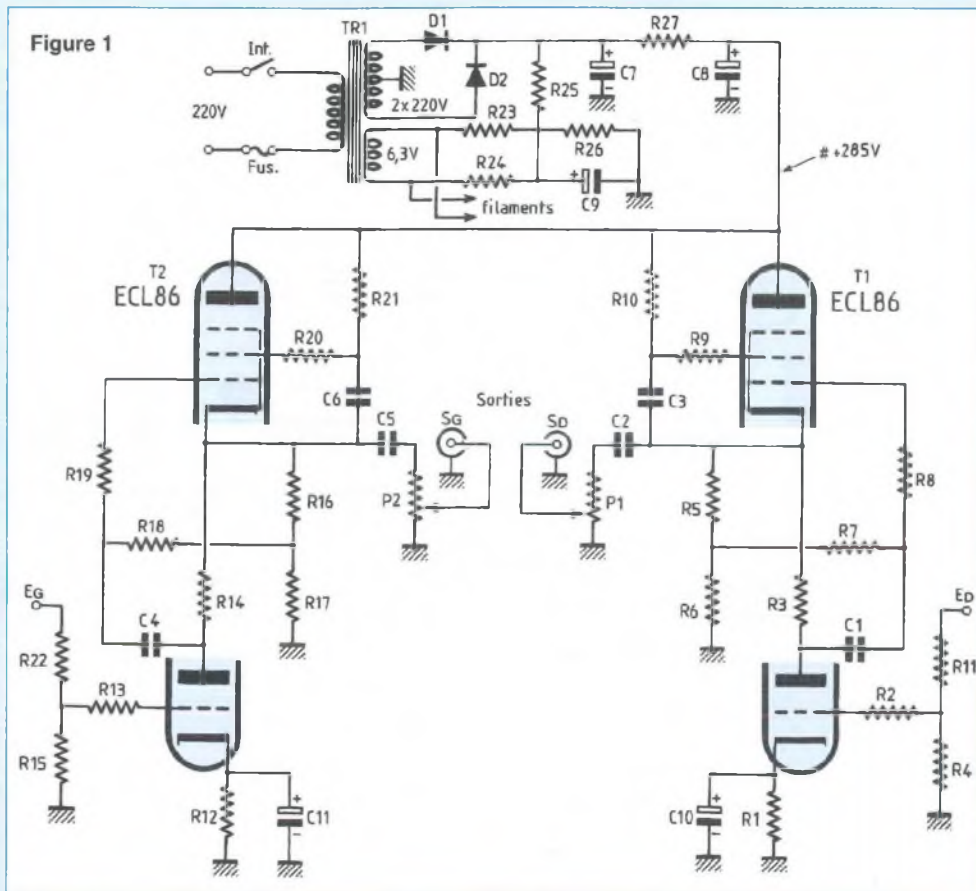 Figure 1
TR1
D1
R27
Int.
D2
C7
+
-
C8
+
-
220V
2x220V
R25
R23
R26
6,3V
R24
Fus.
+
C9
# +285V
filaments
T2
ECL86
R21
R10
T1
ECL86
R20
R9
C6
Sorties
C3
C5
SG
SD
C2
R19
R16
P2
P1
R5
R8
R18
R7
EG
R14
R17
R6
R3
ED
C4
C1
R22
R13
R2
R11
R15
R4
R12
+
C11
-
C10
+
-
R1